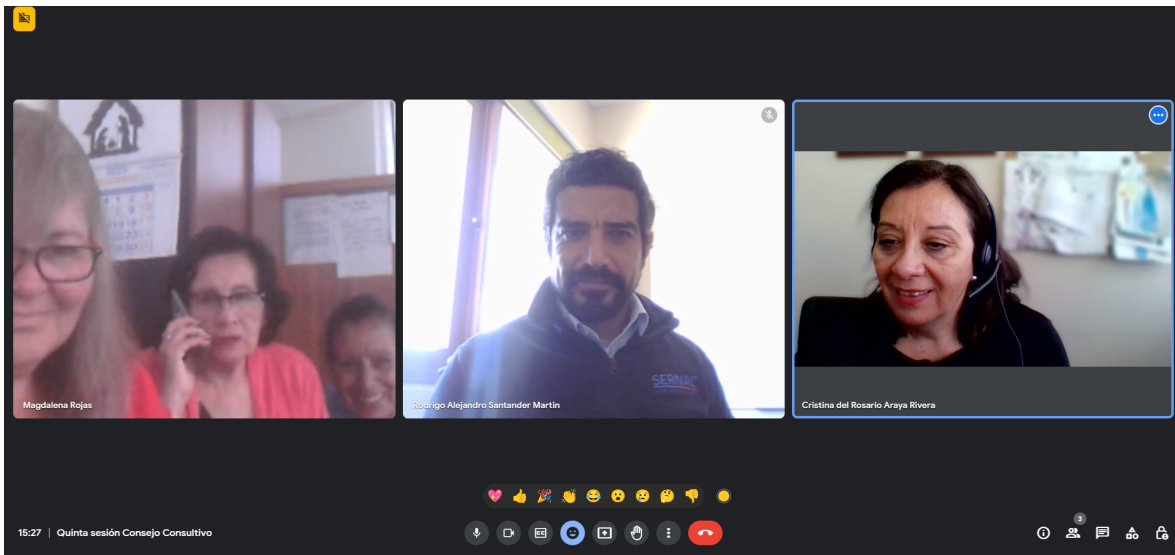 SERNAC
Magdalena Rojas
Rodrigo Alejandro Santander Martin
Cristina del Rosario Araya Rivera
15:27 | Quinta sesión Consejo Consultivo
CC
3